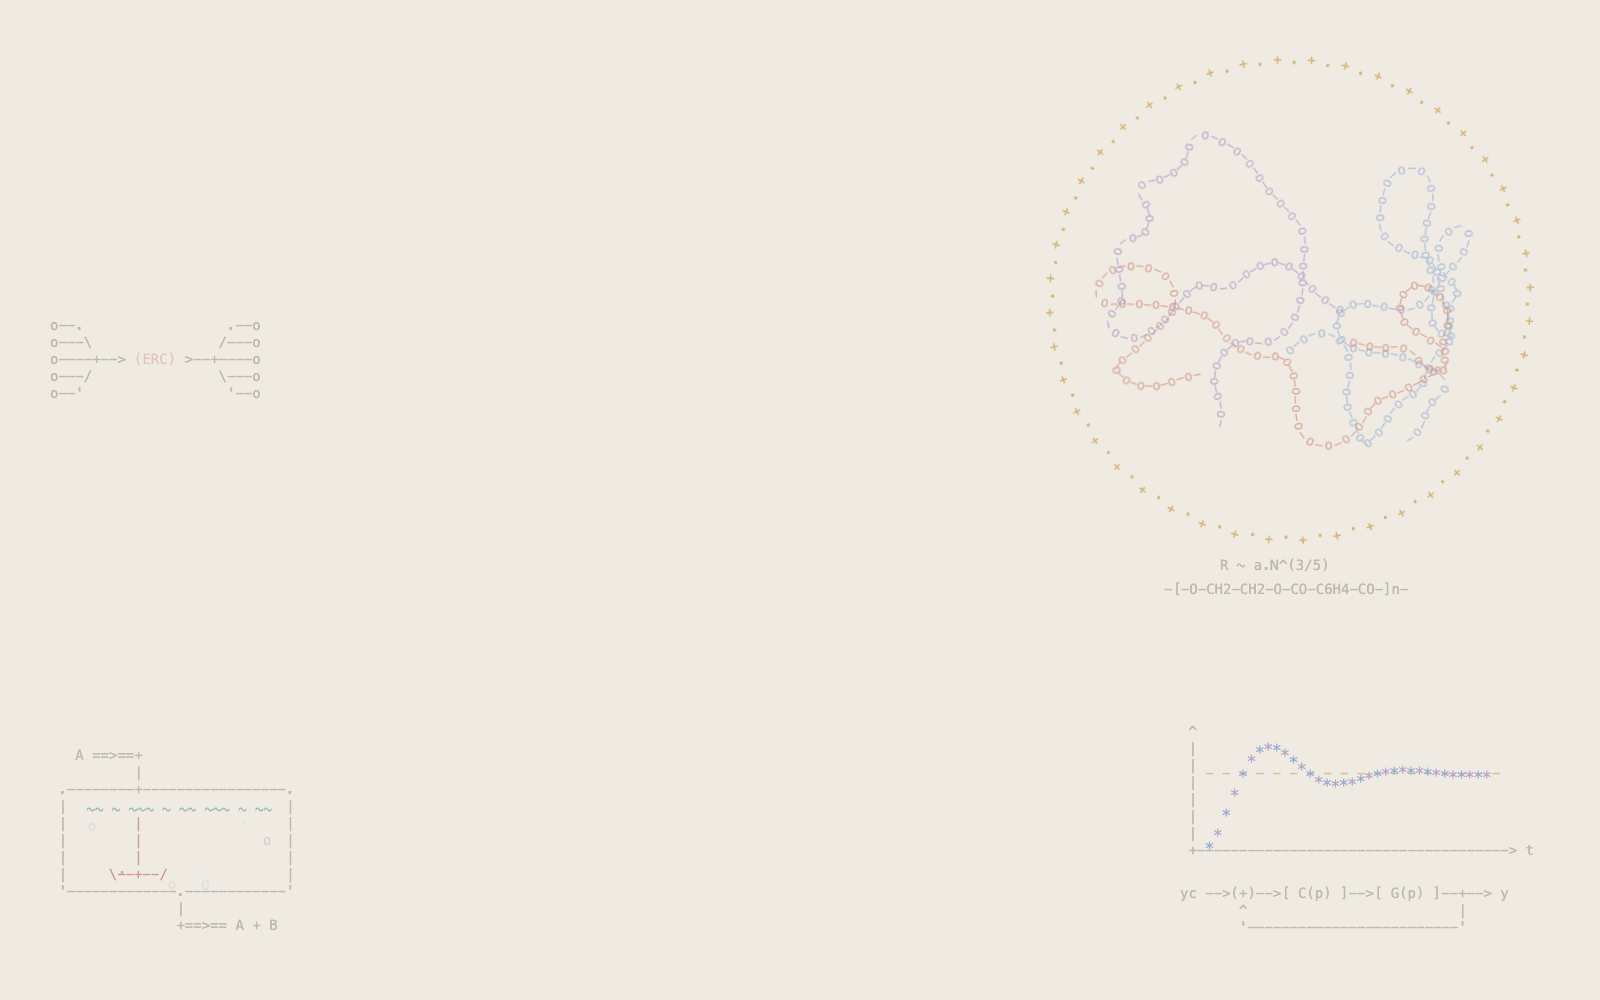 (ERC)
R ~ a.N^(3/5)
—[—O—CH2—CH2—O—CO—C6H4—CO—]n—
A ==>==+
+==>== A + B
t
yc ——>(+)——>[ C(p) ]——>[ G(p) ]——+——> y